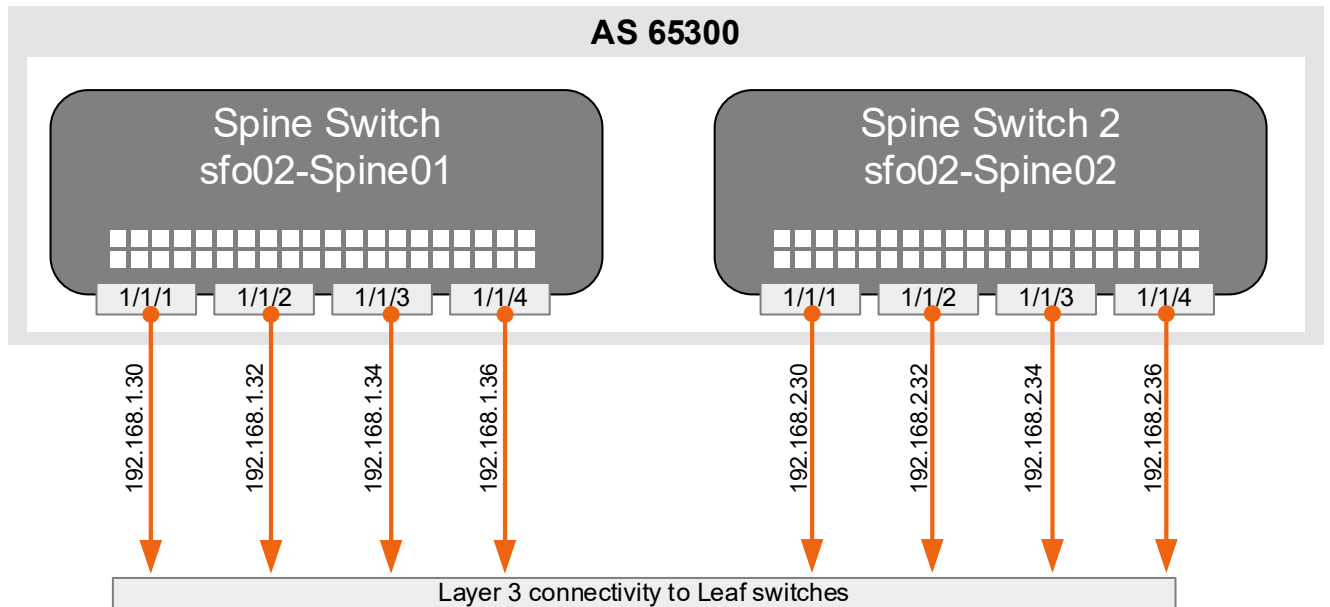 AS 65300
Spine Switch
sfo02-Spine01
Spine Switch 2
sfo02-Spine02
1/1/1
1/1/2
1/1/3
1/1/4
1/1/1
1/1/2
1/1/3
1/1/4
192.168.1.30
192.168.1.32
192.168.1.34
192.168.1.36
192.168.2.30
192.168.2.32
192.168.2.34
192.168.2.36
Layer 3 connectivity to Leaf switches